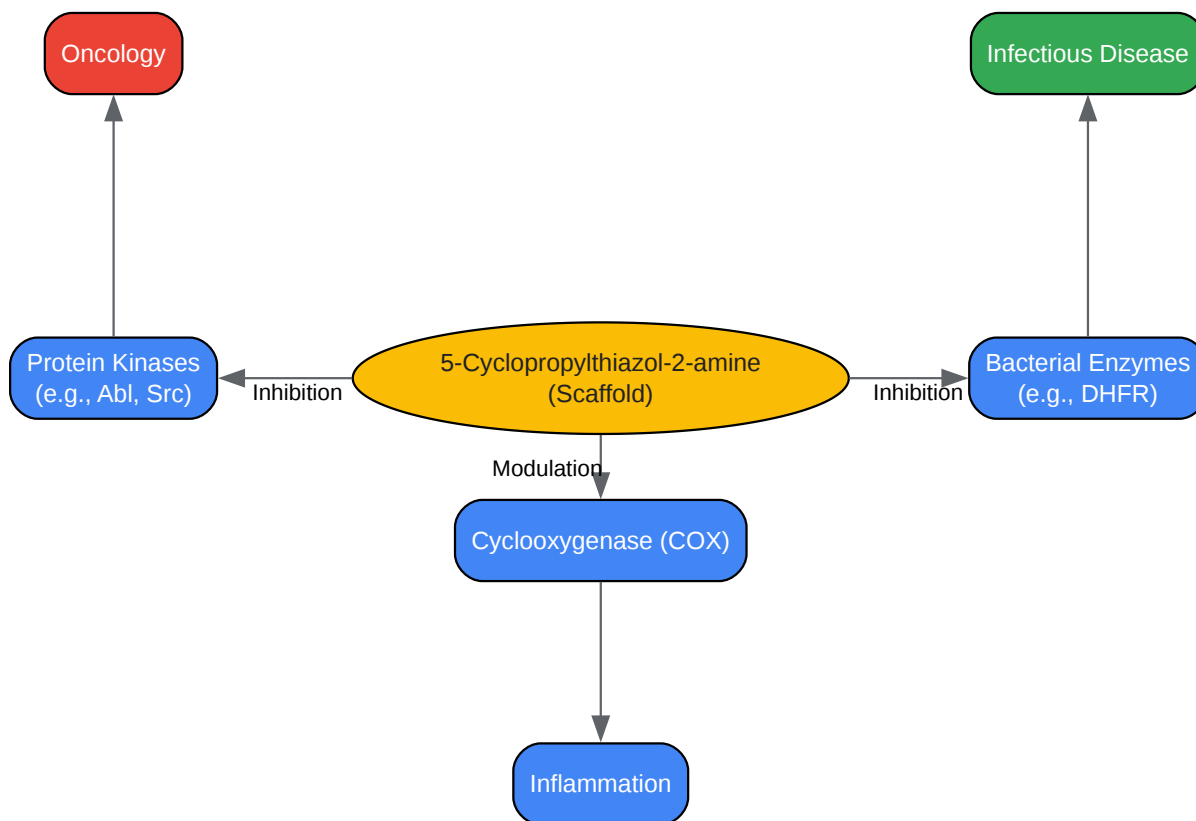 Oncology
Infectious Disease
Protein Kinases
(e.g., Abl, Src)
Inhibition
5-Cyclopropylthiazol-2-amine
(Scaffold)
Inhibition
Bacterial Enzymes
(e.g., DHFR)
Modulation
Cyclooxygenase (COX)
Inflammation